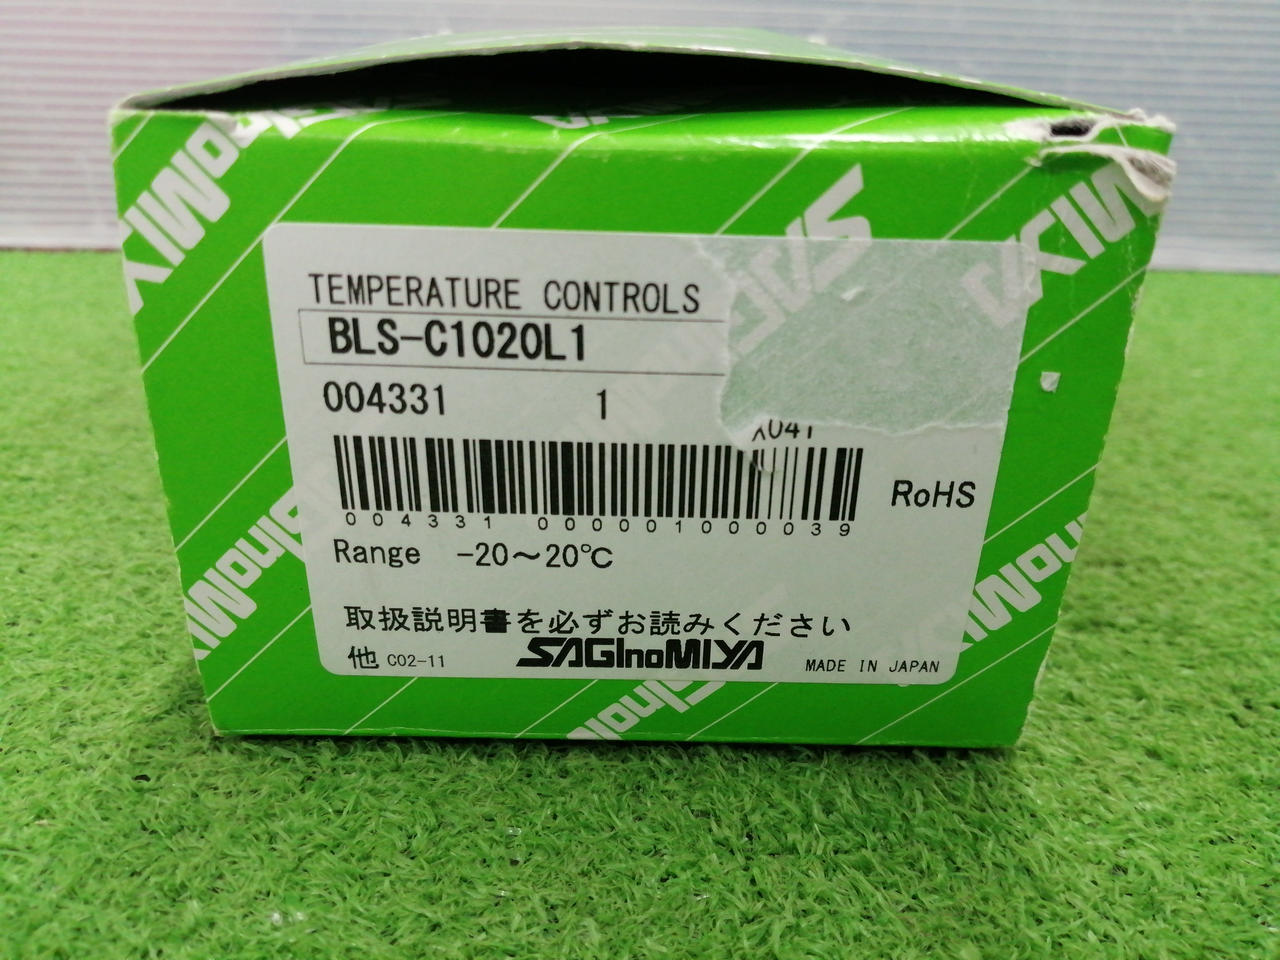 TEMPERATURE CONTROLS
BLS-C1020L1
004331 1
X041
004331 000001000039
RoHS
Range -20～20℃
取扱説明書を必ずお読みください
他 C02-11 SAGInoMIYA MADE IN JAPAN